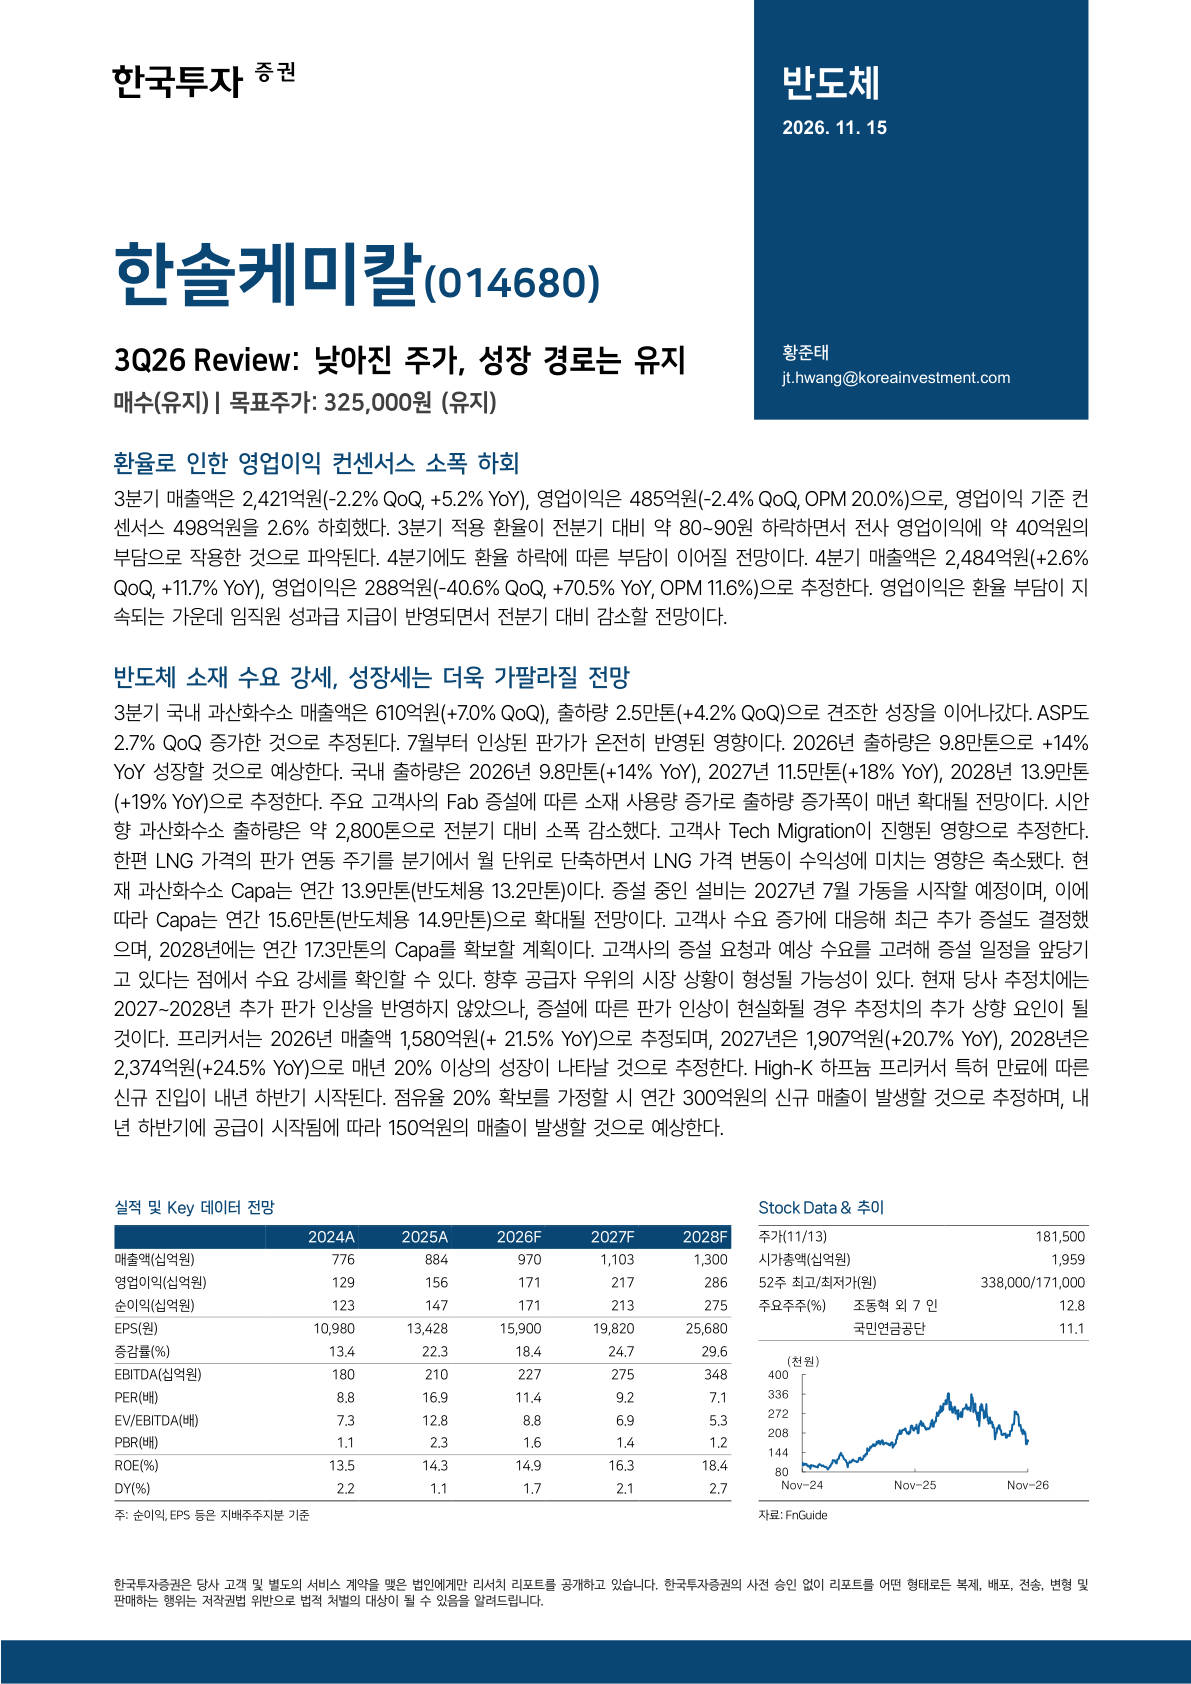 한국투자 증권
반도체
2026. 11. 15
황준태
jt.hwang@koreainvestment.com
한솔케미칼(014680)
3Q26 Review: 낮아진 주가, 성장 경로는 유지
매수(유지) | 목표주가: 325,000원 (유지)
환율로 인한 영업이익 컨센서스 소폭 하회
3분기 매출액은 2,421억원(-2.2% QoQ, +5.2% YoY), 영업이익은 485억원(-2.4% QoQ, OPM 20.0%)으로, 영업이익 기준 컨
센서스 498억원을 2.6% 하회했다. 3분기 적용 환율이 전분기 대비 약 80~90원 하락하면서 전사 영업이익에 약 40억원의
부담으로 작용한 것으로 파악된다. 4분기에도 환율 하락에 따른 부담이 이어질 전망이다. 4분기 매출액은 2,484억원(+2.6%
QoQ, +11.7% YoY), 영업이익은 288억원(-40.6% QoQ, +70.5% YoY, OPM 11.6%)으로 추정한다. 영업이익은 환율 부담이 지
속되는 가운데 임직원 성과급 지급이 반영되면서 전분기 대비 감소할 전망이다.
반도체 소재 수요 강세, 성장세는 더욱 가팔라질 전망
3분기 국내 과산화수소 매출액은 610억원(+7.0% QoQ), 출하량 2.5만톤(+4.2% QoQ)으로 견조한 성장을 이어나갔다. ASP도
2.7% QoQ 증가한 것으로 추정된다. 7월부터 인상된 판가가 온전히 반영된 영향이다. 2026년 출하량은 9.8만톤으로 +14%
YoY 성장할 것으로 예상한다. 국내 출하량은 2026년 9.8만톤(+14% YoY), 2027년 11.5만톤(+18% YoY), 2028년 13.9만톤
(+19% YoY)으로 추정한다. 주요 고객사의 Fab 증설에 따른 소재 사용량 증가로 출하량 증가폭이 매년 확대될 전망이다. 시안
향 과산화수소 출하량은 약 2,800톤으로 전분기 대비 소폭 감소했다. 고객사 Tech Migration이 진행된 영향으로 추정한다.
한편 LNG 가격의 판가 연동 주기를 분기에서 월 단위로 단축하면서 LNG 가격 변동이 수익성에 미치는 영향은 축소됐다. 현
재 과산화수소 Capa는 연간 13.9만톤(반도체용 13.2만톤)이다. 증설 중인 설비는 2027년 7월 가동을 시작할 예정이며, 이에
따라 Capa는 연간 15.6만톤(반도체용 14.9만톤)으로 확대될 전망이다. 고객사 수요 증가에 대응해 최근 추가 증설도 결정했
으며, 2028년에는 연간 17.3만톤의 Capa를 확보할 계획이다. 고객사의 증설 요청과 예상 수요를 고려해 증설 일정을 앞당기
고 있다는 점에서 수요 강세를 확인할 수 있다. 향후 공급자 우위의 시장 상황이 형성될 가능성이 있다. 현재 당사 추정치에는
2027~2028년 추가 판가 인상을 반영하지 않았으나, 증설에 따른 판가 인상이 현실화될 경우 추정치의 추가 상향 요인이 될
것이다. 프리커서는 2026년 매출액 1,580억원(+ 21.5% YoY)으로 추정되며, 2027년은 1,907억원(+20.7% YoY), 2028년은
2,374억원(+24.5% YoY)으로 매년 20% 이상의 성장이 나타날 것으로 추정한다. High-K 하프늄 프리커서 특허 만료에 따른
신규 진입이 내년 하반기 시작된다. 점유율 20% 확보를 가정할 시 연간 300억원의 신규 매출이 발생할 것으로 추정하며, 내
년 하반기에 공급이 시작됨에 따라 150억원의 매출이 발생할 것으로 예상한다.
실적 및 Key 데이터 전망
2024A 2025A 2026F 2027F 2028F
매출액(십억원) 776 884 970 1,103 1,300
영업이익(십억원) 129 156 171 217 286
순이익(십억원) 123 147 171 213 275
EPS(원) 10,980 13,428 15,900 19,820 25,680
증감률(%) 13.4 22.3 18.4 24.7 29.6
EBITDA(십억원) 180 210 227 275 348
PER(배) 8.8 16.9 11.4 9.2 7.1
EV/EBITDA(배) 7.3 12.8 8.8 6.9 5.3
PBR(배) 1.1 2.3 1.6 1.4 1.2
ROE(%) 13.5 14.3 14.9 16.3 18.4
DY(%) 2.2 1.1 1.7 2.1 2.7
주: 순이익, EPS 등은 지배주주지분 기준
Stock Data & 추이
주가(11/13) 181,500
시가총액(십억원) 1,959
52주 최고/최저가(원) 338,000/171,000
주요주주(%) 조동혁 외 7 인 12.8
국민연금공단 11.1
(천원)
400
336
272
208
144
80
Nov-24 Nov-25 Nov-26
자료: FnGuide
한국투자증권은 당사 고객 및 별도의 서비스 계약을 맺은 법인에게만 리서치 리포트를 공개하고 있습니다. 한국투자증권의 사전 승인 없이 리포트를 어떤 형태로든 복제, 배포, 전송, 변형 및
판매하는 행위는 저작권법 위반으로 법적 처벌의 대상이 될 수 있음을 알려드립니다.